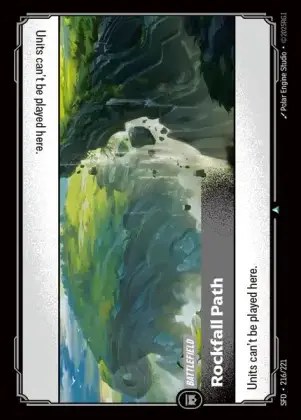 Units can't be played here.
BATTLEFIELD
Rockfall Path
Units can't be played here.
SFD • 216/221
Polar Engine Studio • ©2025RGI